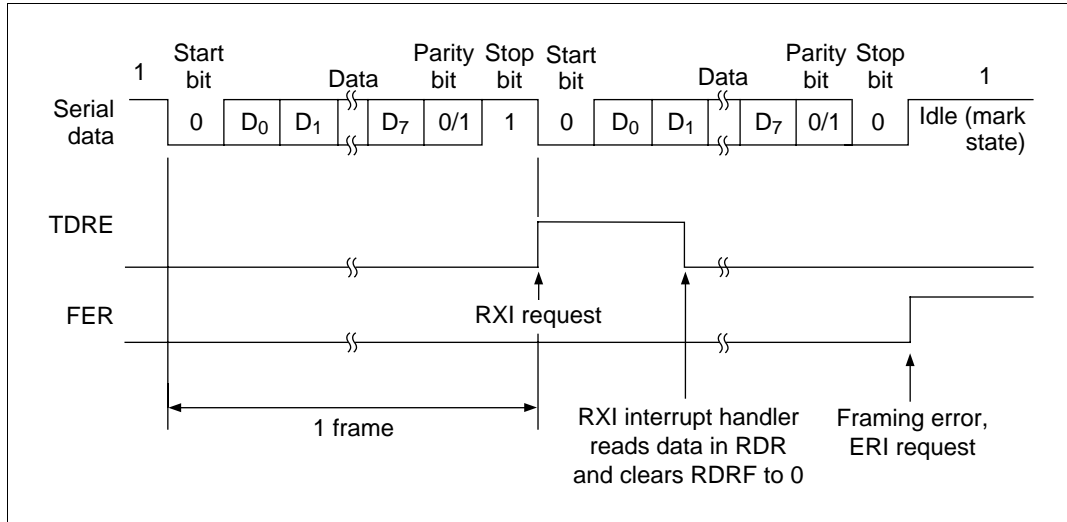 Start bit Parity bit Stop bit Start bit Parity bit Stop bit
1 Data Data 1
Serial data 0 D0 D1 D7 0/1 1 0 D0 D1 D7 0/1 0 Idle (mark state)
TDRE
FER
RXI request
1 frame
RXI interrupt handler
reads data in RDR
and clears RDRF to 0
Framing error,
ERI request